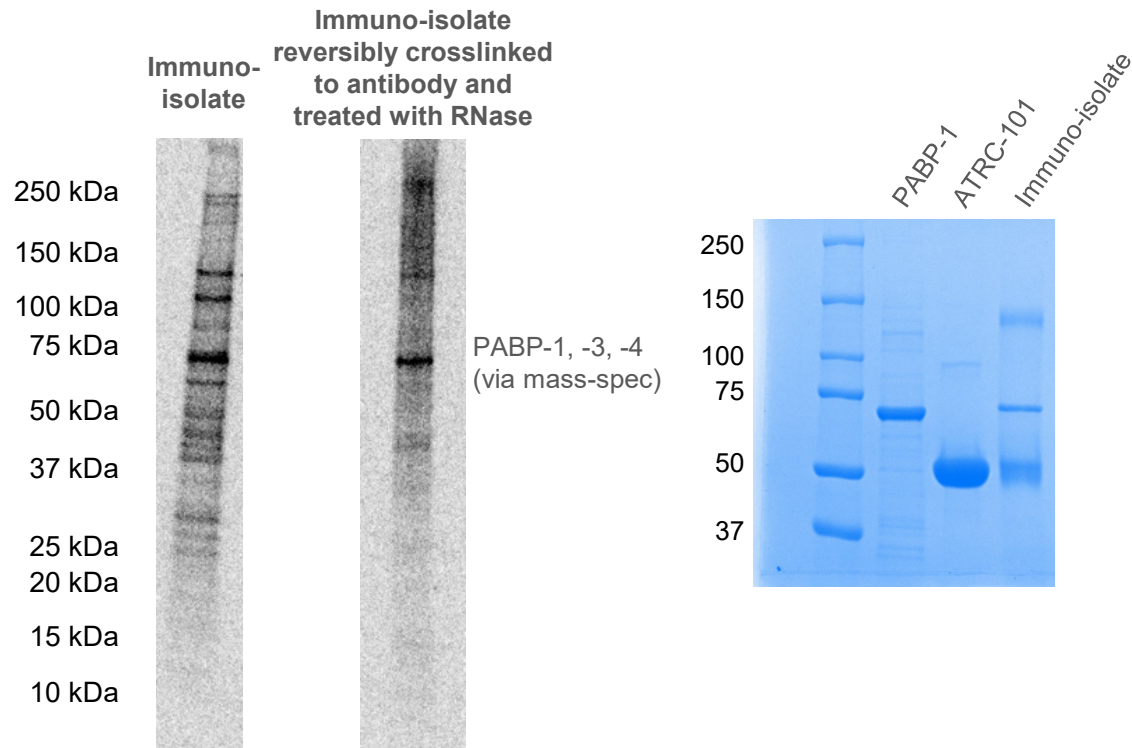 Immuno-
isolate
Immuno-isolate
reversibly crosslinked
to antibody and
treated with RNase
250 kDa
150 kDa
100 kDa
75 kDa
50 kDa
37 kDa
25 kDa
20 kDa
15 kDa
10 kDa
PABP-1, -3, -4
(via mass-spec)
PABP-1
ATRC-101
Immuno-isolate
250
150
100
75
50
37